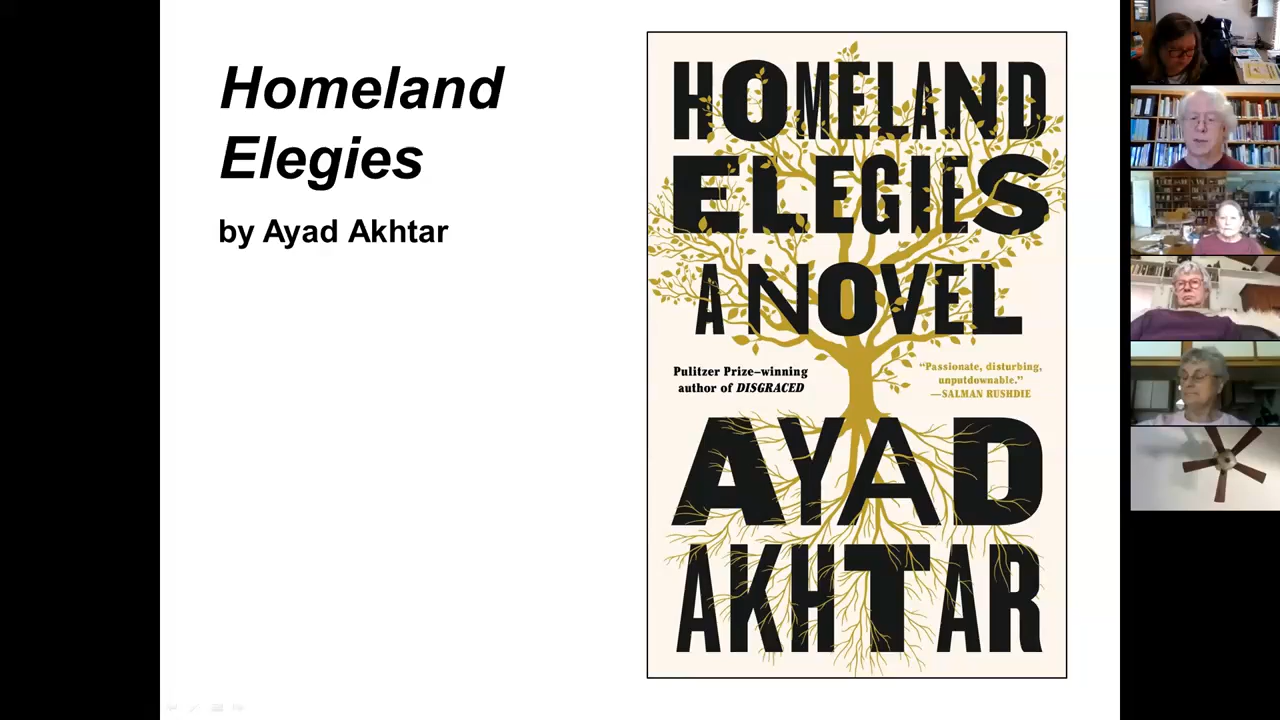 Homeland
Elegies
by Ayad Akhtar
HOMELAND
ELEGIES
A NOVEL
Pulitzer Prize–winning
author of DISGRACED
“Passionate, disturbing,
unputdownable.”
—SALMAN RUSHDIE
AYAD
AKHTAR